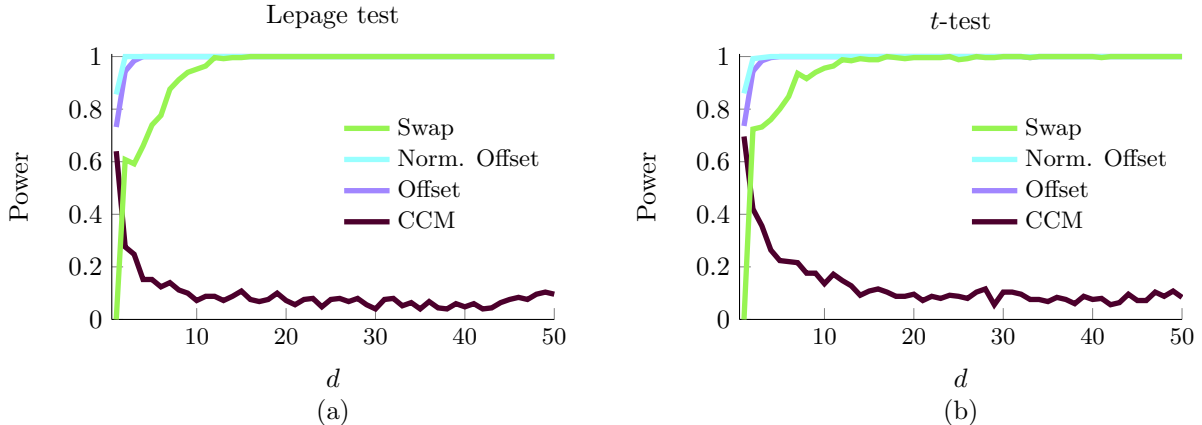 Lepage test
1
0.8
0.6
0.4
0.2
0
Power
Swap
Norm. Offset
Offset
CCM
10
20
30
40
50
d
(a)
t-test
1
0.8
0.6
0.4
0.2
0
Power
Swap
Norm. Offset
Offset
CCM
10
20
30
40
50
d
(b)